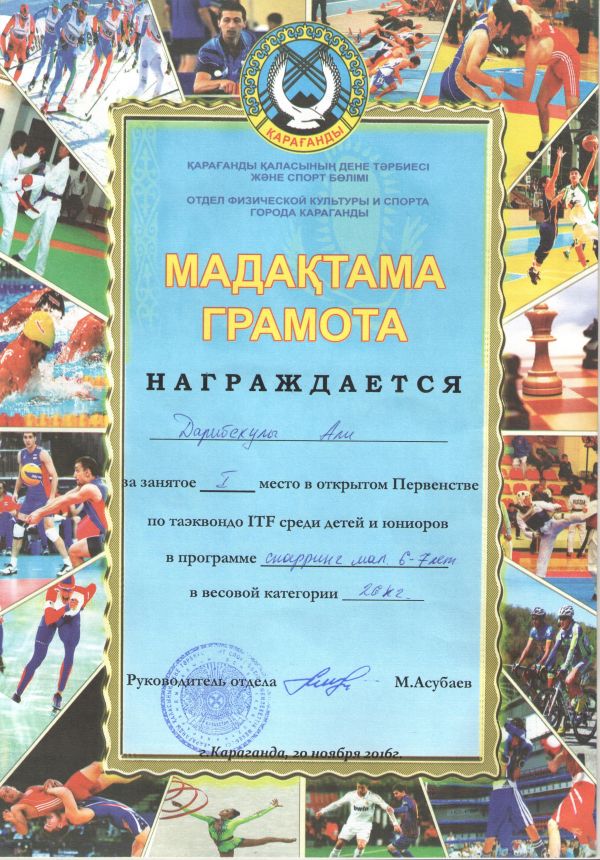 ҚАРАҒАНДЫ
ҚАРАҒАНДЫ ҚАЛАСЫНЫҢ ДЕНЕ ТӘРБИЕСІ
ЖӘНЕ СПОРТ БӨЛІМІ
ОТДЕЛ ФИЗИЧЕСКОЙ КУЛЬТУРЫ И СПОРТА
ГОРОДА КАРАГАНДЫ
МАДАҚТАМА
ГРАМОТА
НАГРАЖДАЕТСЯ
Дарибекулы Али
за занятое I место в открытом Первенстве
по таэквондо ITF среди детей и юниоров
в программе спарринг мал. 6-7 лет
в весовой категории 26 кг.
Руководитель отдела М.Асубаев
г.Караганда, 20 ноября 2016г.